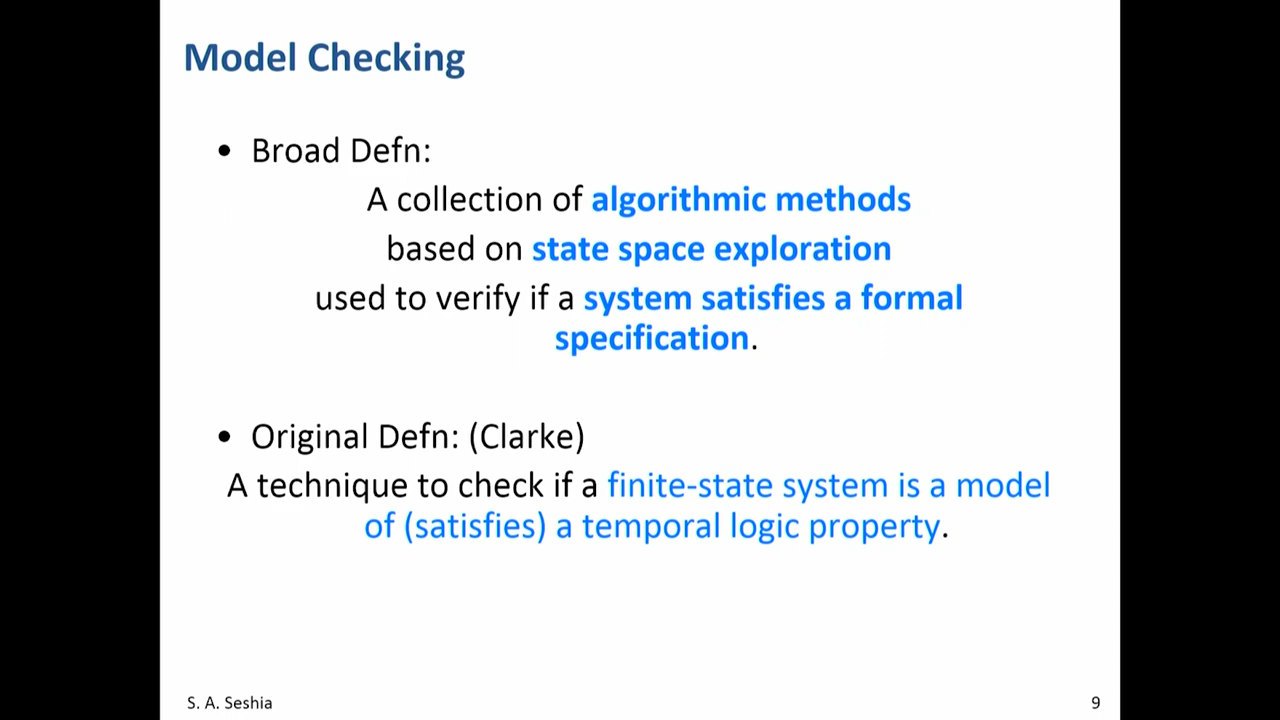 Model Checking
• Broad Defn:
A collection of algorithmic methods
based on state space exploration
used to verify if a system satisfies a formal
specification.
• Original Defn: (Clarke)
A technique to check if a finite-state system is a model
of (satisfies) a temporal logic property.
S. A. Seshia
9